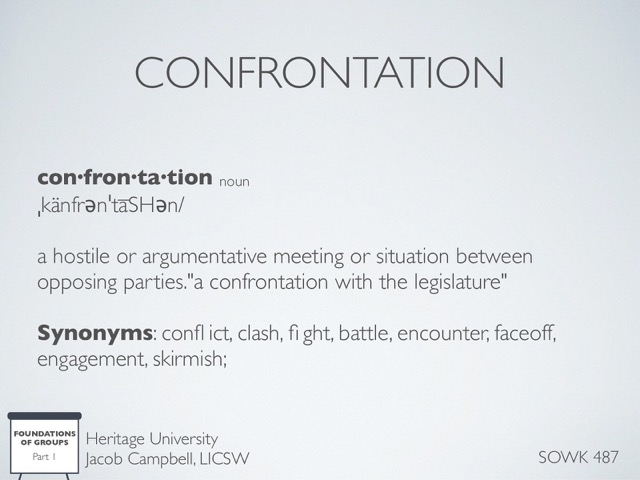 CONFRONTATION
con•fron•ta•tion noun
ˌkänfrənˈtāSHən/
a hostile or argumentative meeting or situation between
opposing parties."a confrontation with the legislature"
Synonyms: confl ict, clash, fi ght, battle, encounter, faceoff,
engagement, skirmish;
FOUNDATIONS
OF GROUPS
Part 1
Heritage University
Jacob Campbell, LICSW
SOWK 487